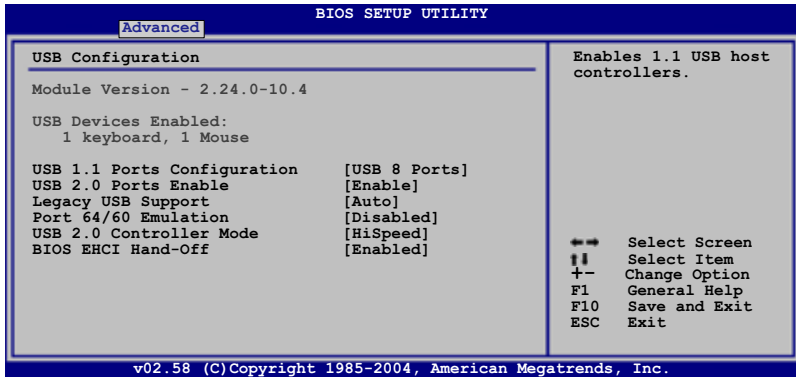 BIOS SETUP UTILITY
Advanced
USB Configuration
Module Version - 2.24.0-10.4
USB Devices Enabled:
1 keyboard, 1 Mouse
USB 1.1 Ports Configuration [USB 8 Ports]
USB 2.0 Ports Enable [Enable]
Legacy USB Support [Auto]
Port 64/60 Emulation [Disabled]
USB 2.0 Controller Mode [HiSpeed]
BIOS EHCI Hand-Off [Enabled]
Enables 1.1 USB host
controllers.
←→ Select Screen
↑↓ Select Item
+- Change Option
F1 General Help
F10 Save and Exit
ESC Exit
v02.58 (C)Copyright 1985-2004, American Megatrends, Inc.